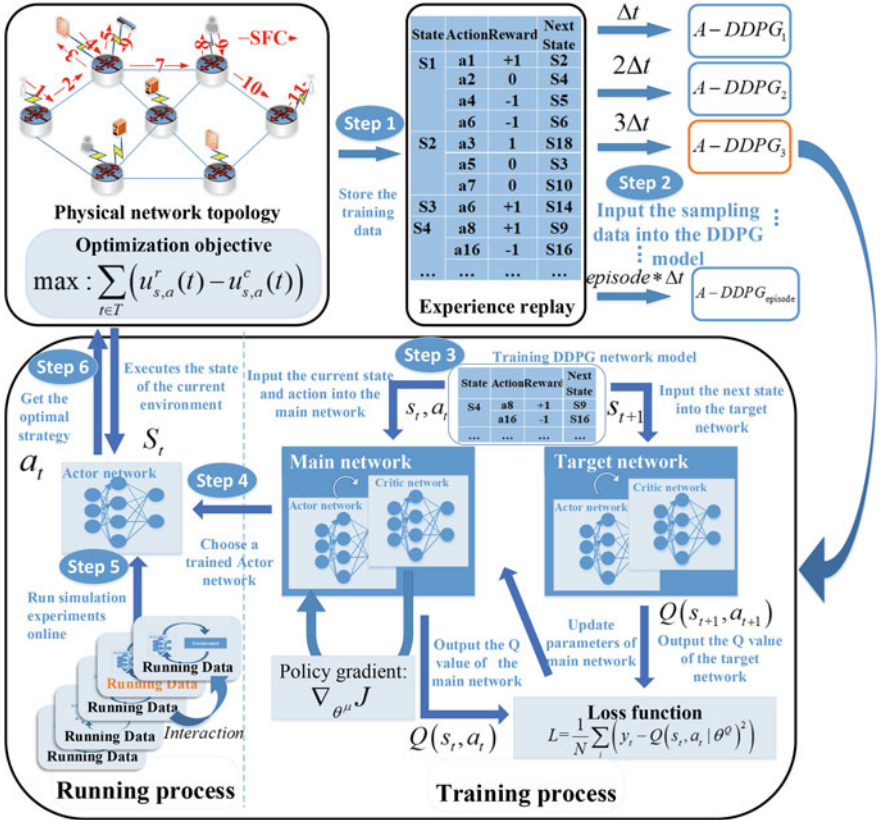 1
2
3
4
5
6
7
8
9
10
11
SFC
Physical network topology
Optimization objective
max : ∑_{t∈T} (u^r_{s,a}(t) − u^c_{s,a}(t))
Step 1
Store the
training
data
State Action Reward Next State
S1 a1 +1 S2
a2 0 S4
a4 -1 S5
a6 -1 S6
S2 a3 1 S18
a5 0 S3
a7 0 S10
S3 a6 +1 S14
S4 a8 +1 S9
a16 -1 S16
... ... ... ...
Experience replay
Δt
A−DDPG_1
2Δt
A−DDPG_2
3Δt
A−DDPG_3
Step 2
Input the sampling
data into the DDPG
model
episode * Δt
A−DDPG_episode
Step 6
Get the
optimal
strategy
a_t
Executes the state
of the current
environment
S_t
Actor network
Step 5
Run simulation
experiments
online
Running Data
Running Data
Running Data
Running Data
Running Data
Interaction
Running process
Step 4
Choose a
trained Actor
network
Step 3
Training DDPG network model
Input the current state
and action into the
main network
s_t, a_t
State Action Reward Next State
S4 a8 +1 S9
a16 -1 S16
... ... ... ...
S_{t+1}
Input the next state
into the target
network
Main network
Actor network
Critic network
Target network
Actor network
Critic network
Policy gradient:
∇_{θ^μ} J
Output the Q
value of the
main network
Q(s_t, a_t)
Update
parameters of
main network
Q(s_{t+1}, a_{t+1})
Output the Q value
of the target
network
Loss function
L = 1/N ∑_i (y_t − Q(s_t, a_t | θ^Q)^2)
Training process